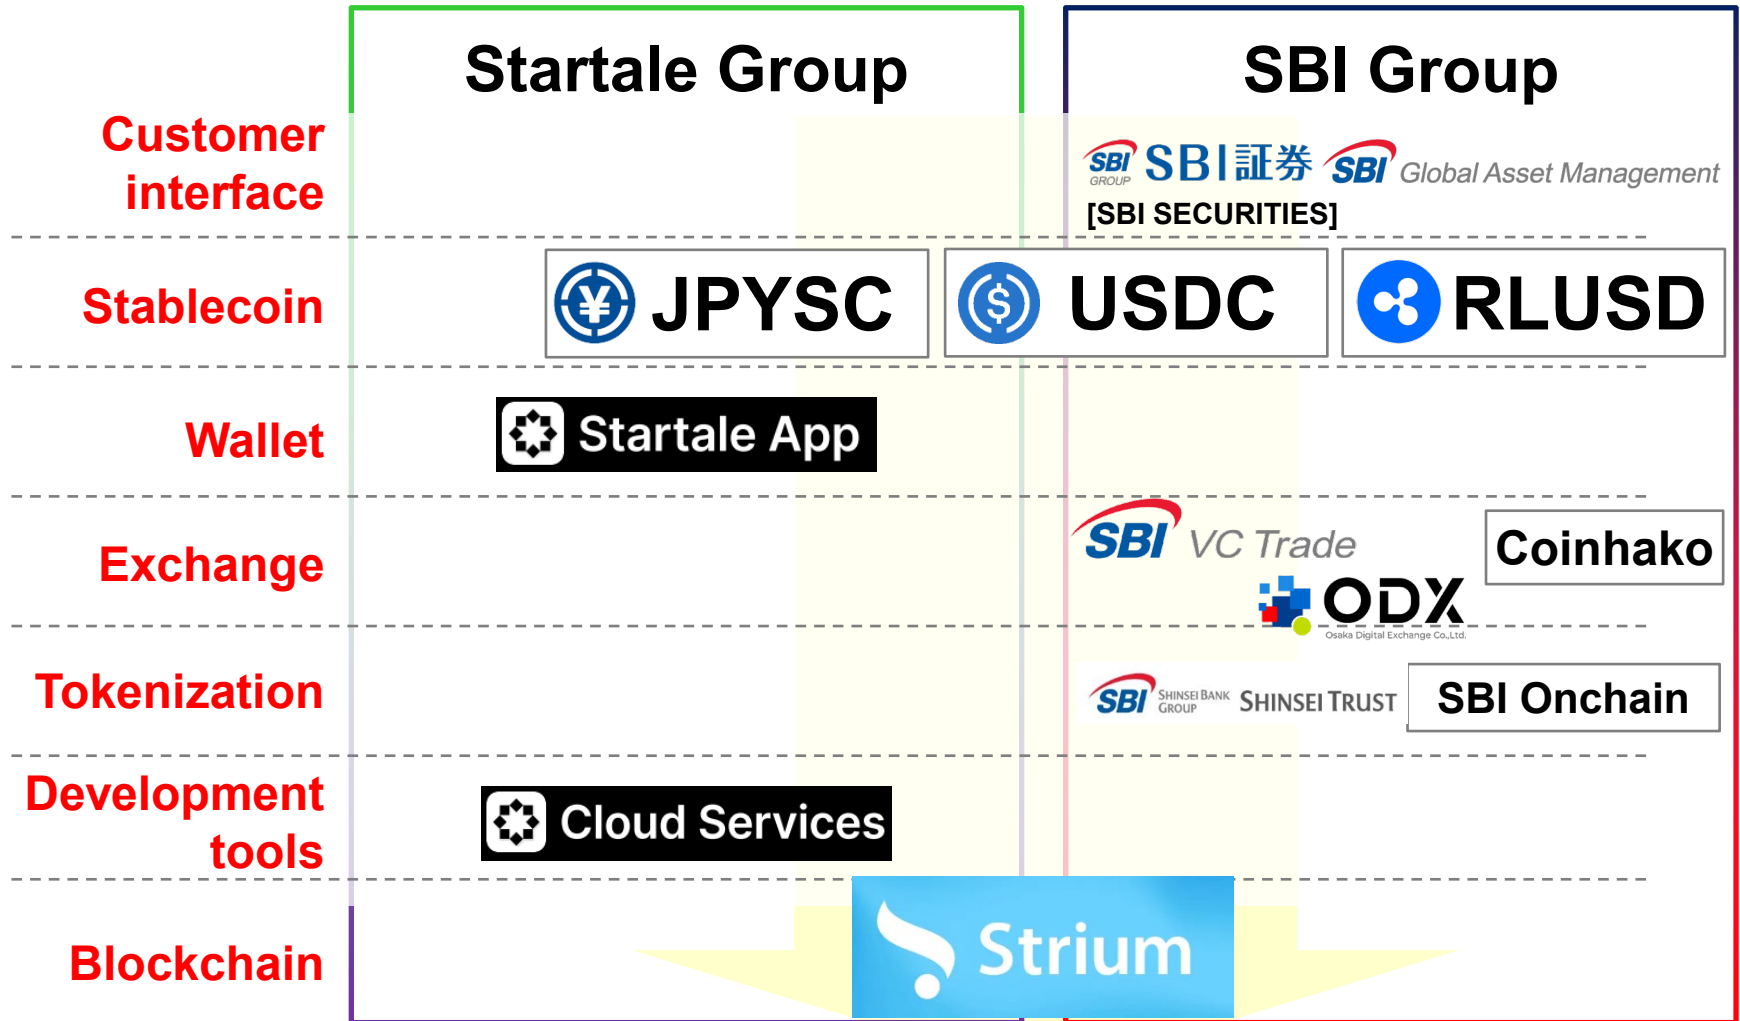 Startale Group
SBI Group
Customer
interface
SBI
GROUP
SBI証券
SBI Global Asset Management
[SBI SECURITIES]
Stablecoin
JPYSC
USDC
RLUSD
Wallet
Startale App
Exchange
SBI VC Trade
Coinhako
ODX
Osaka Digital Exchange Co.,Ltd.
Tokenization
SBI SHINSEI BANK
GROUP
SHINSEI TRUST
SBI Onchain
Development
tools
Cloud Services
Blockchain
Strium